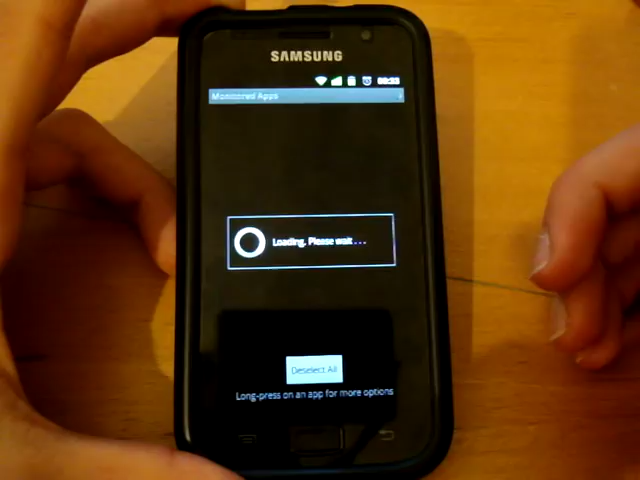 SAMSUNG
08:33
Monitored Apps
Loading. Please wait...
Deselect All
Long-press on an app for more options